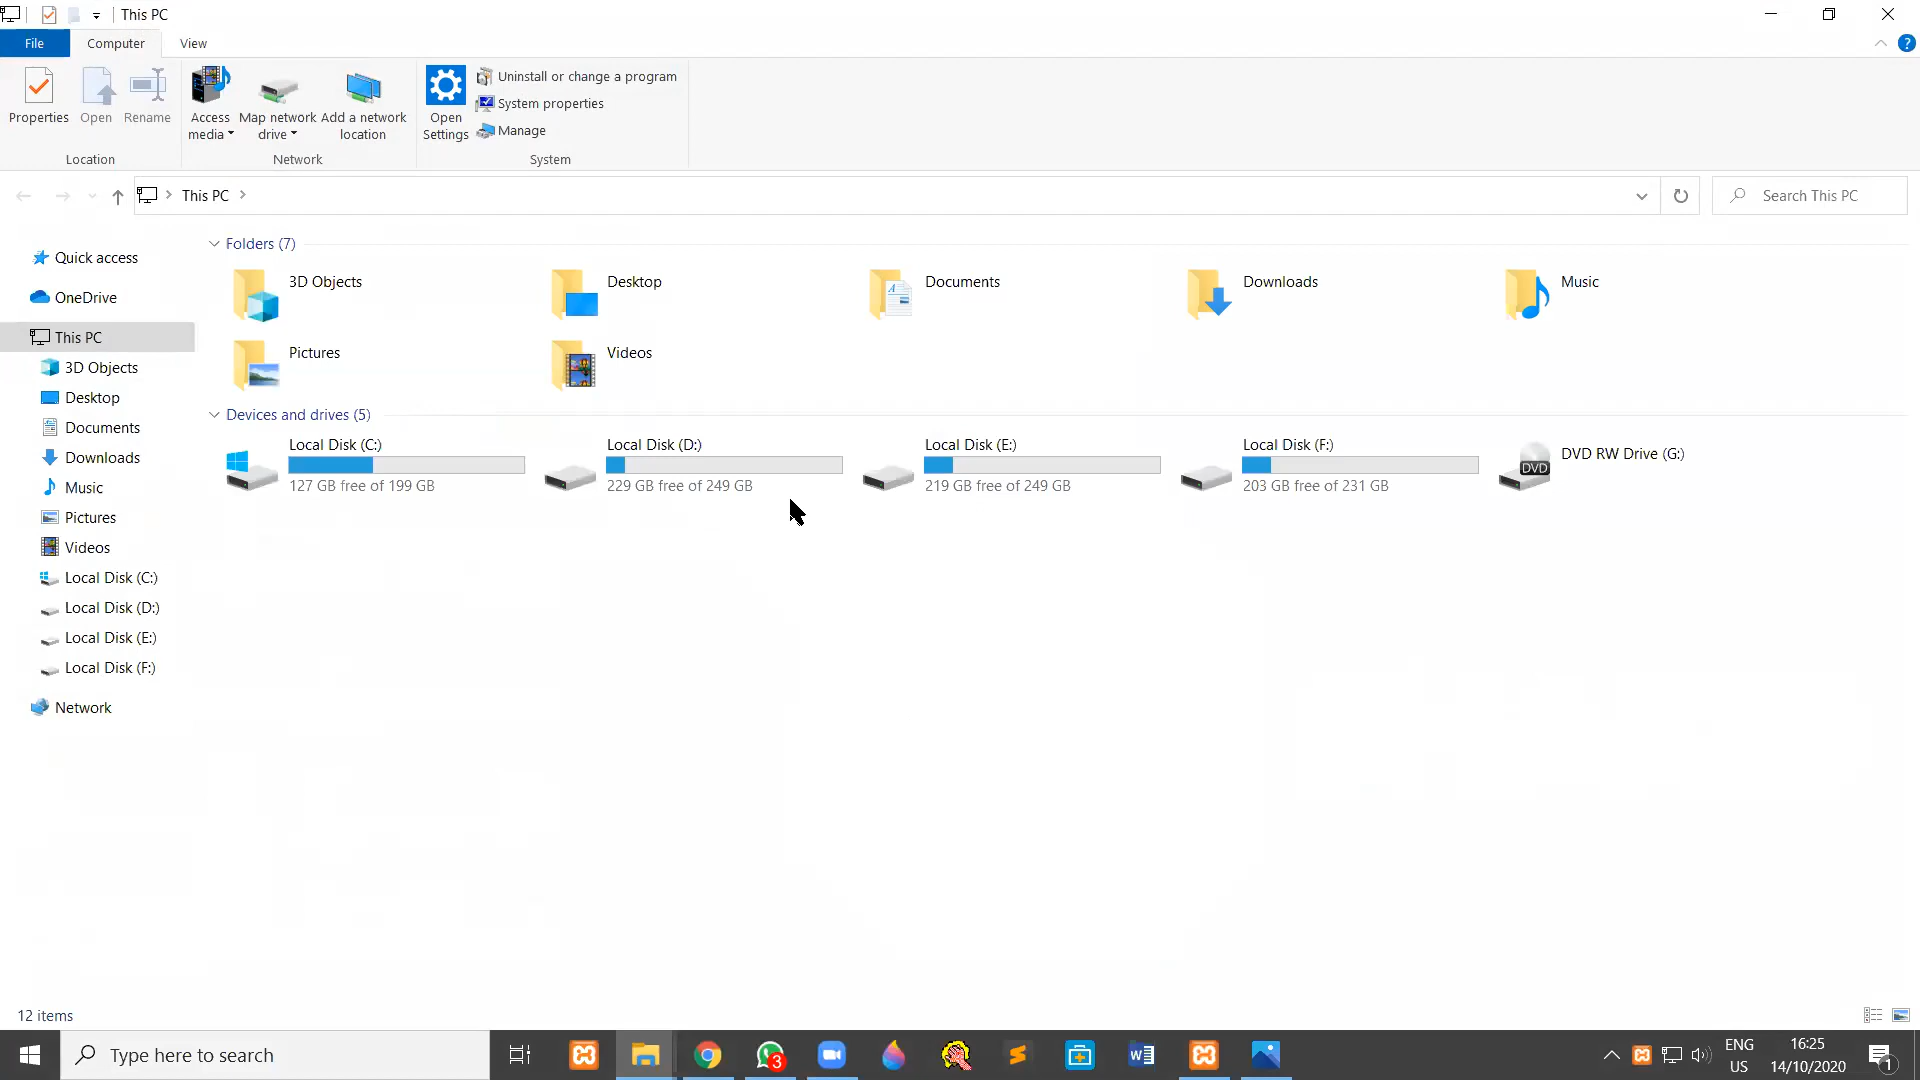 This PC
File
Computer
View
Properties
Open
Rename
Access media
Map network drive
Add a network location
Open Settings
Uninstall or change a program
System properties
Manage
Location
Network
System
This PC
Search This PC
Quick access
OneDrive
This PC
3D Objects
Desktop
Documents
Downloads
Music
Pictures
Videos
Local Disk (C:)
Local Disk (D:)
Local Disk (E:)
Local Disk (F:)
Network
Folders (7)
3D Objects
Desktop
Documents
Downloads
Music
Pictures
Videos
Devices and drives (5)
Local Disk (C:)
127 GB free of 199 GB
Local Disk (D:)
229 GB free of 249 GB
Local Disk (E:)
219 GB free of 249 GB
Local Disk (F:)
203 GB free of 231 GB
DVD
DVD RW Drive (G:)
12 items
Type here to search
3
ENG
US
16:25
14/10/2020
1